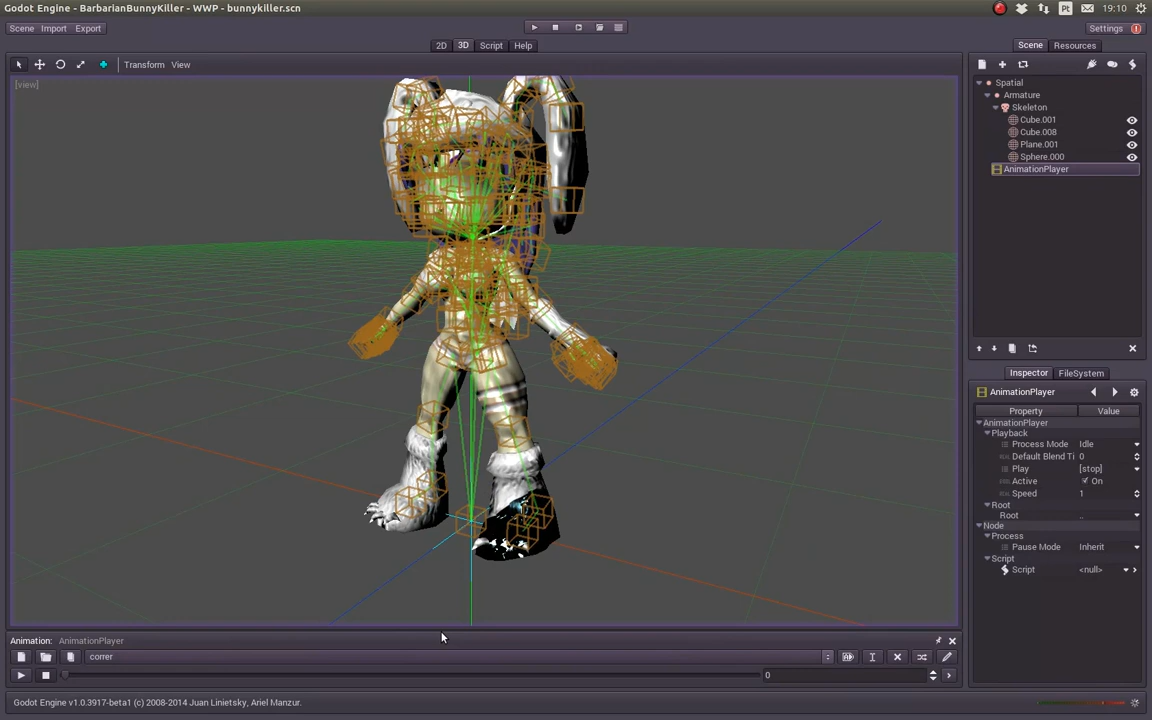 Godot Engine - BarbarianBunnyKiller - WWP - bunnykiller.scn
Pt
19:10
Scene Import Export
Settings
2D 3D Script Help
Scene Resources
Transform View
[view]
Spatial
Armature
Skeleton
Cube.001
Cube.008
Plane.001
Sphere.000
AnimationPlayer
Inspector FileSystem
AnimationPlayer
Property Value
AnimationPlayer
Playback
Process Mode Idle
Default Blend Ti 0
Play [stop]
Active On
Speed 1
Root
Root ..
Node
Process
Pause Mode Inherit
Script
Script <null>
Animation: AnimationPlayer
correr
0
Godot Engine v1.0.3917-beta1 (c) 2008-2014 Juan Linietsky, Ariel Manzur.